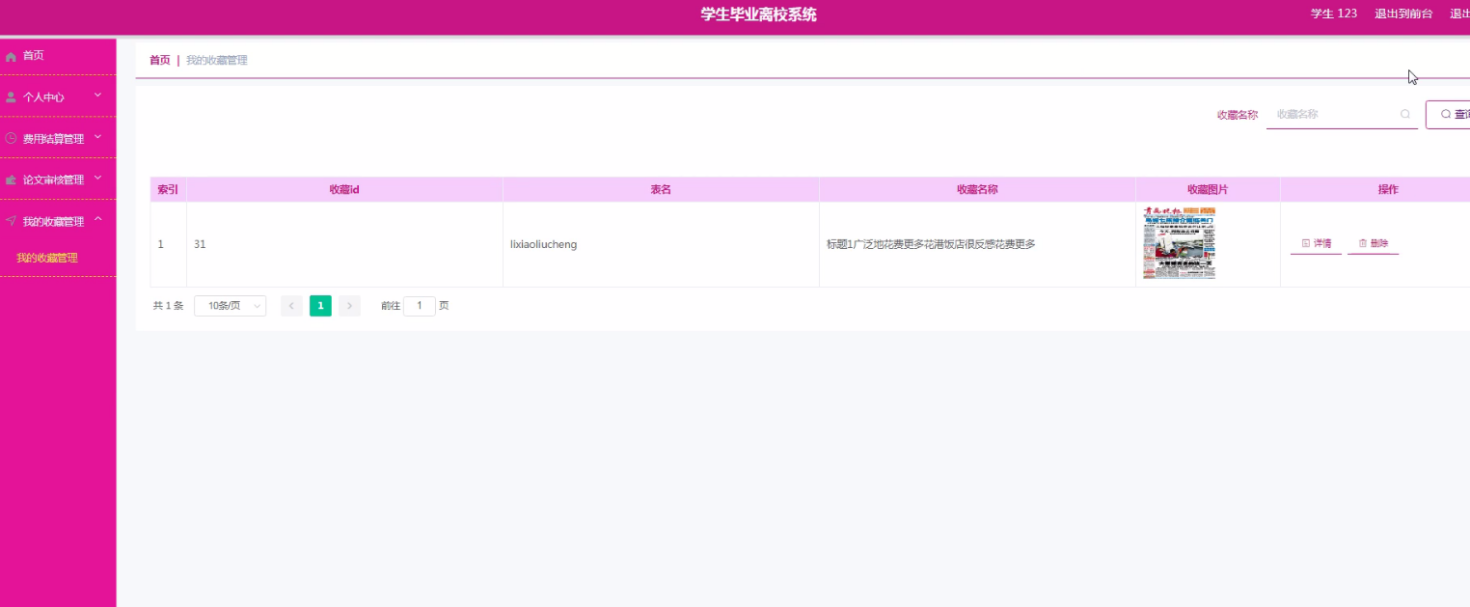 学生毕业离校系统
学生 123 退出到前台 退出
首页
个人中心
费用结算管理
论文审核管理
我的收藏管理
我的收藏管理
首页 | 我的收藏管理
收藏名称 收藏名称 查询
索引 收藏id 表名 收藏名称 收藏图片 操作
1 31 lixiaoliucheng 标题1广泛地花费更多花港饭店很反感花费更多 详情 删除
共 1 条 10条/页 < 1 > 前往 1 页